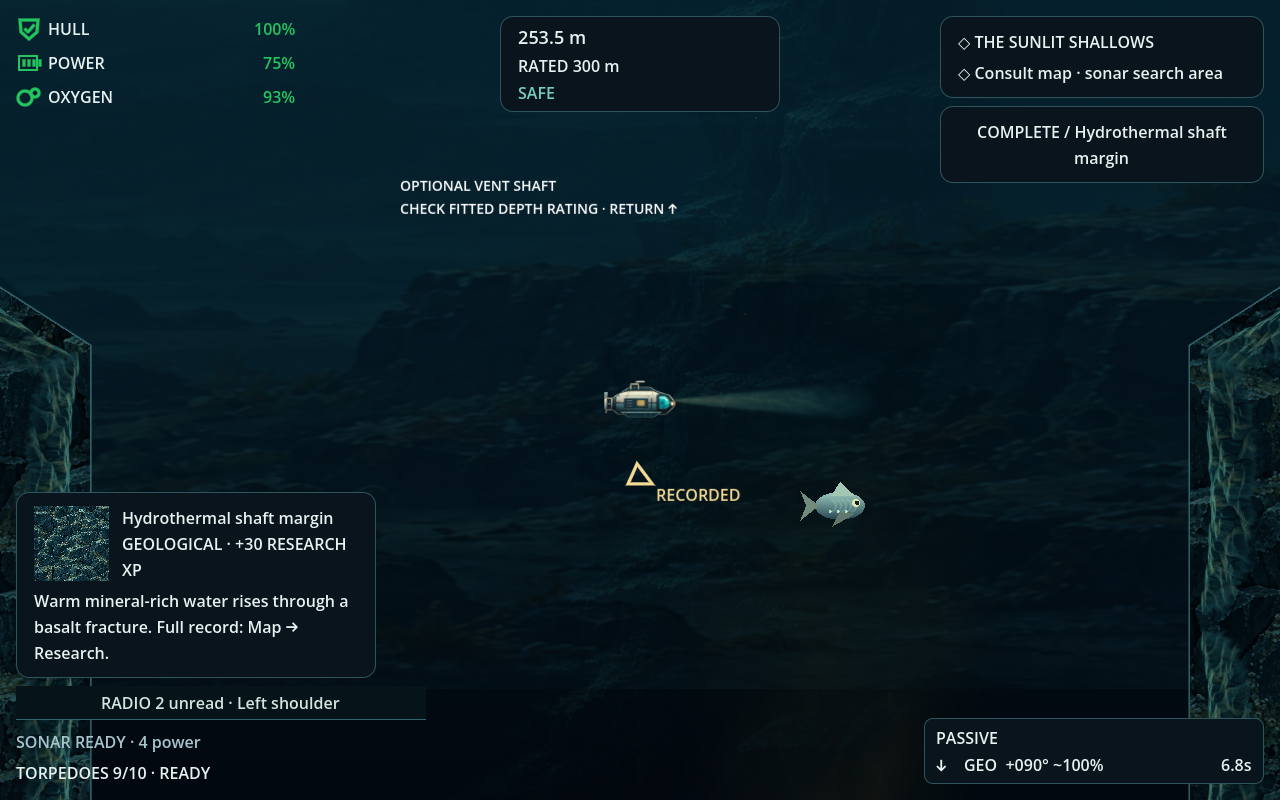 HULL 100%
POWER 75%
OXYGEN 93%
253.5 m
RATED 300 m
SAFE
◇ THE SUNLIT SHALLOWS
◇ Consult map · sonar search area
COMPLETE / Hydrothermal shaft
margin
OPTIONAL VENT SHAFT
CHECK FITTED DEPTH RATING · RETURN ↑
RECORDED
Hydrothermal shaft margin
GEOLOGICAL · +30 RESEARCH
XP
Warm mineral-rich water rises through a
basalt fracture. Full record: Map →
Research.
RADIO 2 unread · Left shoulder
SONAR READY · 4 power
TORPEDOES 9/10 · READY
PASSIVE
↓ GEO +090° ~100% 6.8s